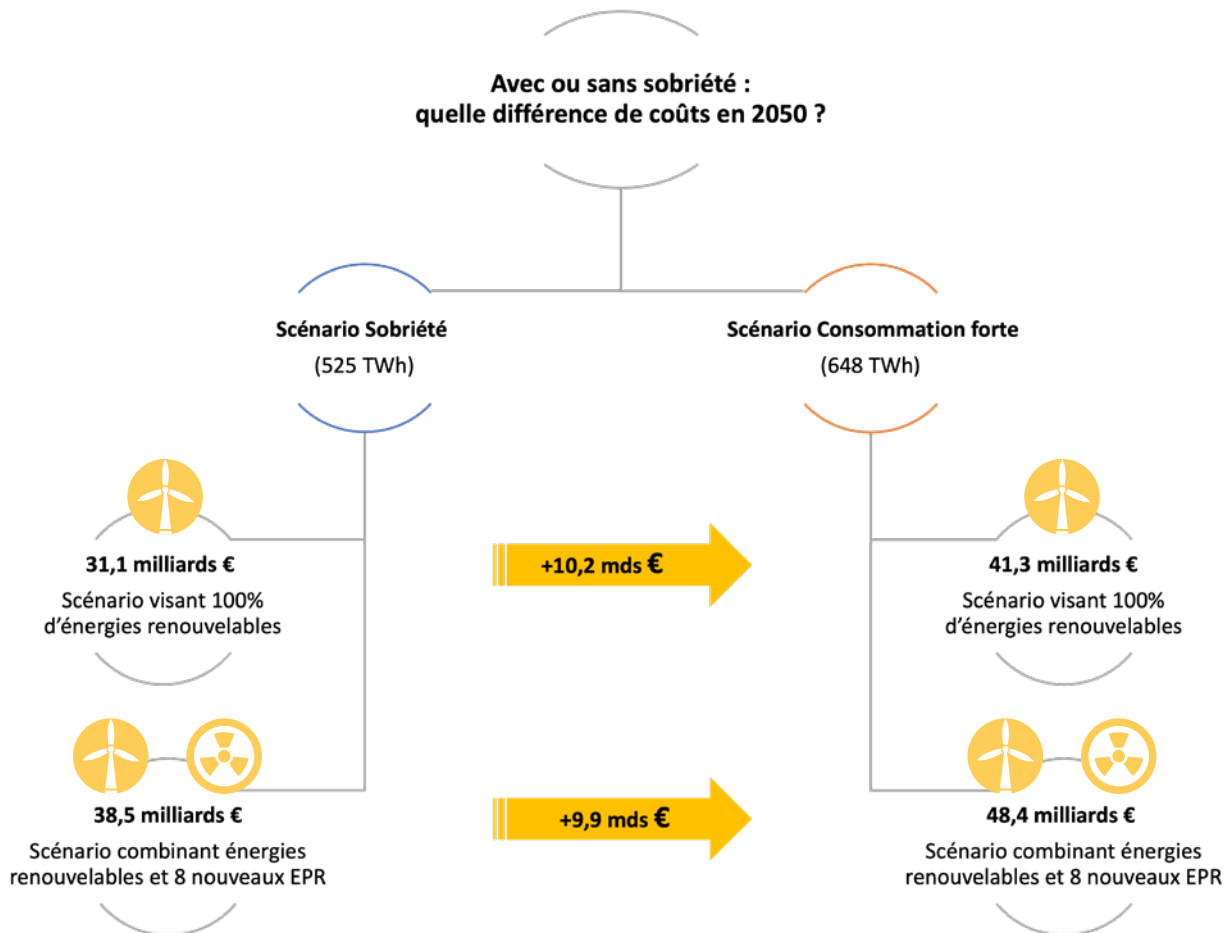 Avec ou sans sobriété :
quelle différence de coûts en 2050 ?
Scénario Sobriété
(525 TWh)
Scénario Consommation forte
(648 TWh)
31,1 milliards €
Scénario visant 100%
d’énergies renouvelables
+10,2 mds €
41,3 milliards €
Scénario visant 100%
d’énergies renouvelables
38,5 milliards €
Scénario combinant énergies
renouvelables et 8 nouveaux EPR
+9,9 mds €
48,4 milliards €
Scénario combinant énergies
renouvelables et 8 nouveaux EPR